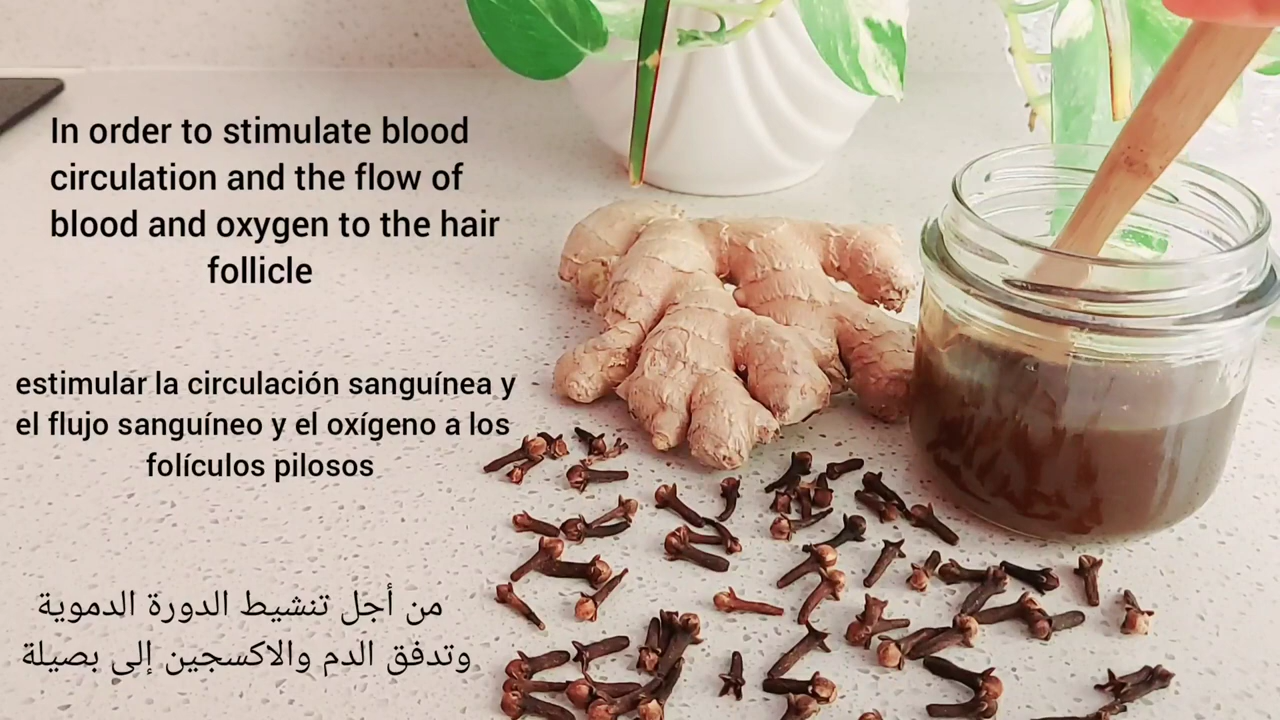 In order to stimulate blood
circulation and the flow of
blood and oxygen to the hair
follicle
estimular la circulación sanguínea y
el flujo sanguíneo y el oxígeno a los
folículos pilosos
من أجل تنشيط الدورة الدموية
وتدفق الدم والاكسجين إلى بصيلة